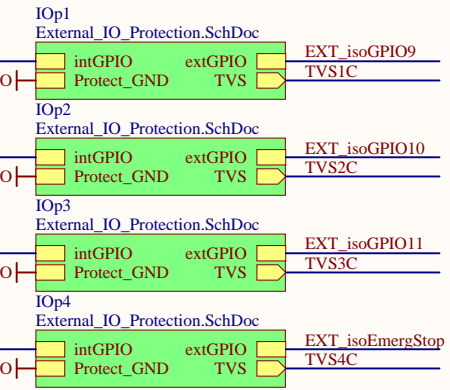 IOp1
External_IO_Protection.SchDoc
intGPIO extGPIO EXT_isoGPIO9
O Protect_GND TVS TVS1C
IOp2
External_IO_Protection.SchDoc
intGPIO extGPIO EXT_isoGPIO10
O Protect_GND TVS TVS2C
IOp3
External_IO_Protection.SchDoc
intGPIO extGPIO EXT_isoGPIO11
O Protect_GND TVS TVS3C
IOp4
External_IO_Protection.SchDoc
intGPIO extGPIO EXT_isoEmergStop
O Protect_GND TVS TVS4C